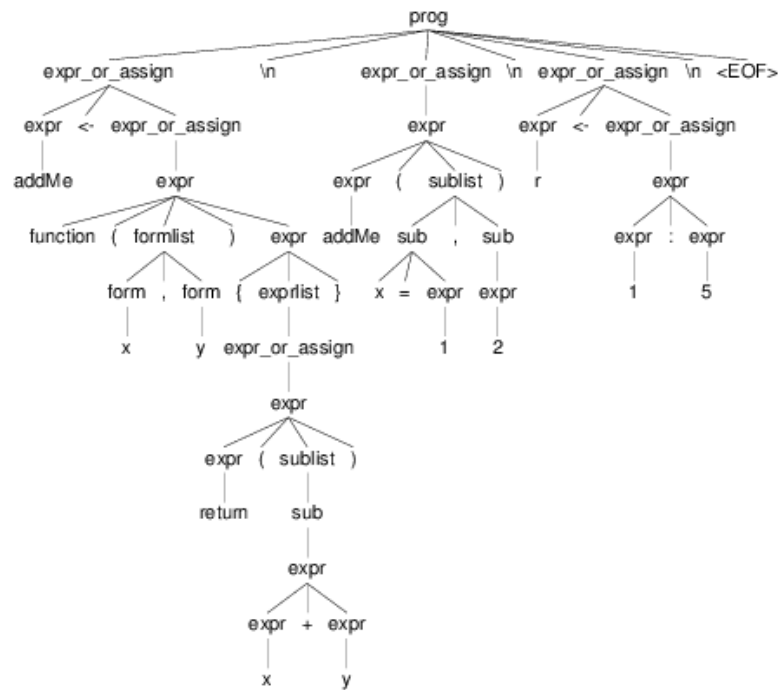 prog
expr_or_assign \n expr_or_assign \n expr_or_assign \n <EOF>
expr <- expr_or_assign expr expr <- expr_or_assign
addMe expr expr ( sublist ) r expr
function ( formlist ) expr addMe sub , sub expr : expr
form , form { exprlist } x = expr expr 1 5
x y expr_or_assign 1 2
expr
expr ( sublist )
return sub
expr
expr + expr
x y